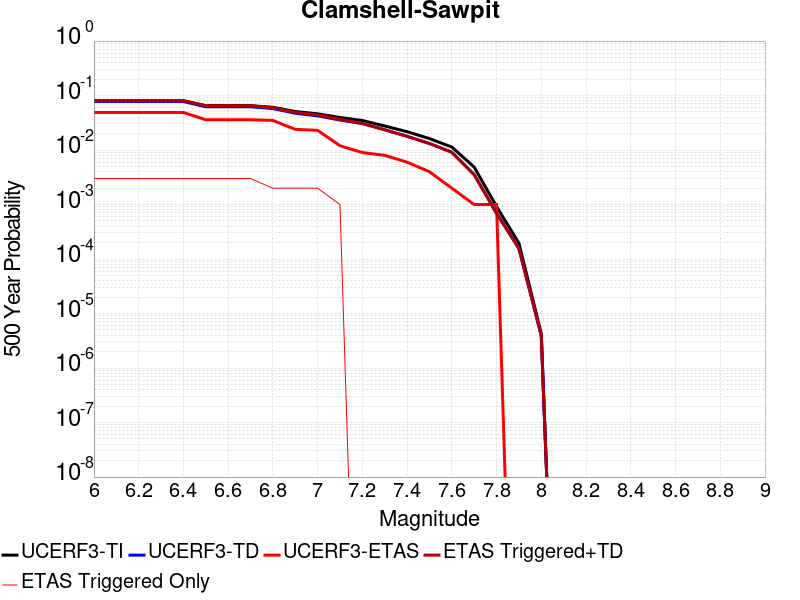 Clamshell-Sawpit
10^0
10^-1
10^-2
10^-3
10^-4
10^-5
10^-6
10^-7
10^-8
500 Year Probability
6 6.2 6.4 6.6 6.8 7 7.2 7.4 7.6 7.8 8 8.2 8.4 8.6 8.8 9
Magnitude
UCERF3-TI UCERF3-TD UCERF3-ETAS ETAS Triggered+TD
ETAS Triggered Only